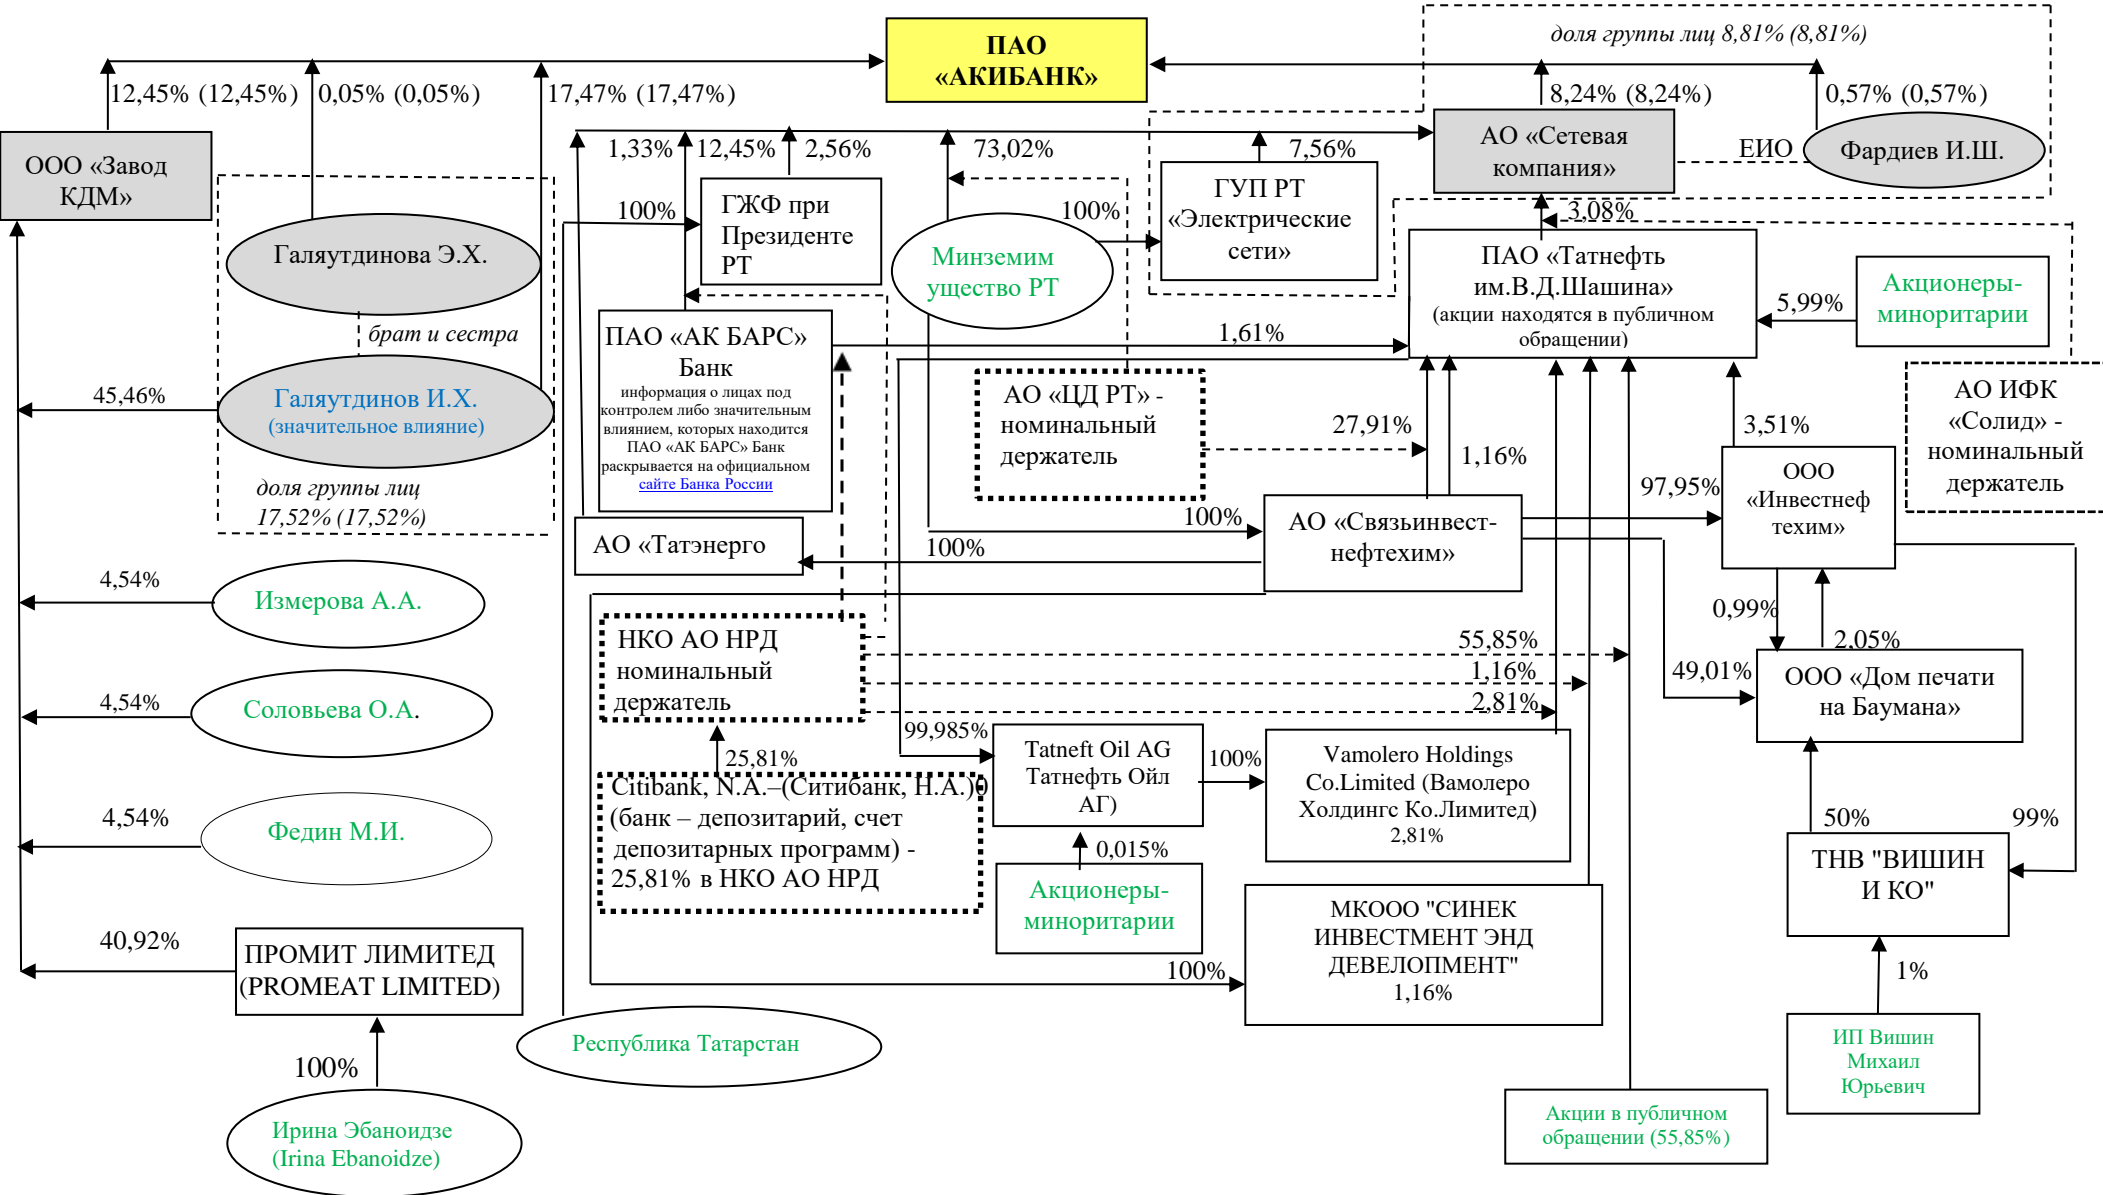 ПАО
«АКИБАНК»
доля группы лиц 8,81% (8,81%)
12,45% (12,45%)
0,05% (0,05%)
17,47% (17,47%)
8,24% (8,24%)
0,57% (0,57%)
ООО «Завод
КДМ»
1,33%
12,45%
2,56%
73,02%
7,56%
АО «Сетевая
компания»
ЕИО
Фардиев И.Ш.
100%
ГЖФ при
Президенте
РТ
100%
ГУП РТ
«Электрические
сети»
3,08%
Галяутдинова Э.Х.
Минземим
ущество РТ
ПАО «Татнефть
им.В.Д.Шашина»
(акции находятся в публичном
обращении)
5,99%
Акционеры-
миноритарии
брат и сестра
ПАО «АК БАРС»
Банк
информация о лицах под
контролем либо значительным
влиянием, которых находится
ПАО «АК БАРС» Банк
раскрывается на официальном
сайте Банка России
1,61%
45,46%
Галяутдинов И.Х.
(значительное влияние)
АО «ЦД РТ» -
номинальный
держатель
27,91%
1,16%
3,51%
АО ИФК
«Солид» -
номинальный
держатель
доля группы лиц
17,52% (17,52%)
97,95%
ООО
«Инвестнеф
техим»
АО «Татэнерго
100%
100%
АО «Связьинвест-
нефтехим»
4,54%
Измерова А.А.
0,99%
2,05%
НКО АО НРД
номинальный
держатель
55,85%
1,16%
2,81%
49,01%
ООО «Дом печати
на Баумана»
4,54%
Соловьева О.А.
25,81%
99,985%
Tatneft Oil AG
Татнефть Ойл
АГ)
100%
Vamolero Holdings
Co.Limited (Вамолеро
Холдингс Ко.Лимитед)
2,81%
Citibank, N.A.–(Ситибанк, Н.А.)0
(банк – депозитарий, счет
депозитарных программ) -
25,81% в НКО АО НРД
4,54%
Федин М.И.
0,015%
Акционеры-
миноритарии
50%
99%
ТНВ "ВИШИН
И КО"
40,92%
ПРОМИТ ЛИМИТЕД
(PROMEAT LIMITED)
100%
МКООО "СИНЕК
ИНВЕСТМЕНТ ЭНД
ДЕВЕЛОПМЕНТ"
1,16%
1%
Республика Татарстан
ИП Вишин
Михаил
Юрьевич
100%
Ирина Эбаноидзе
(Irina Ebanoidze)
Акции в публичном
обращении (55,85%)